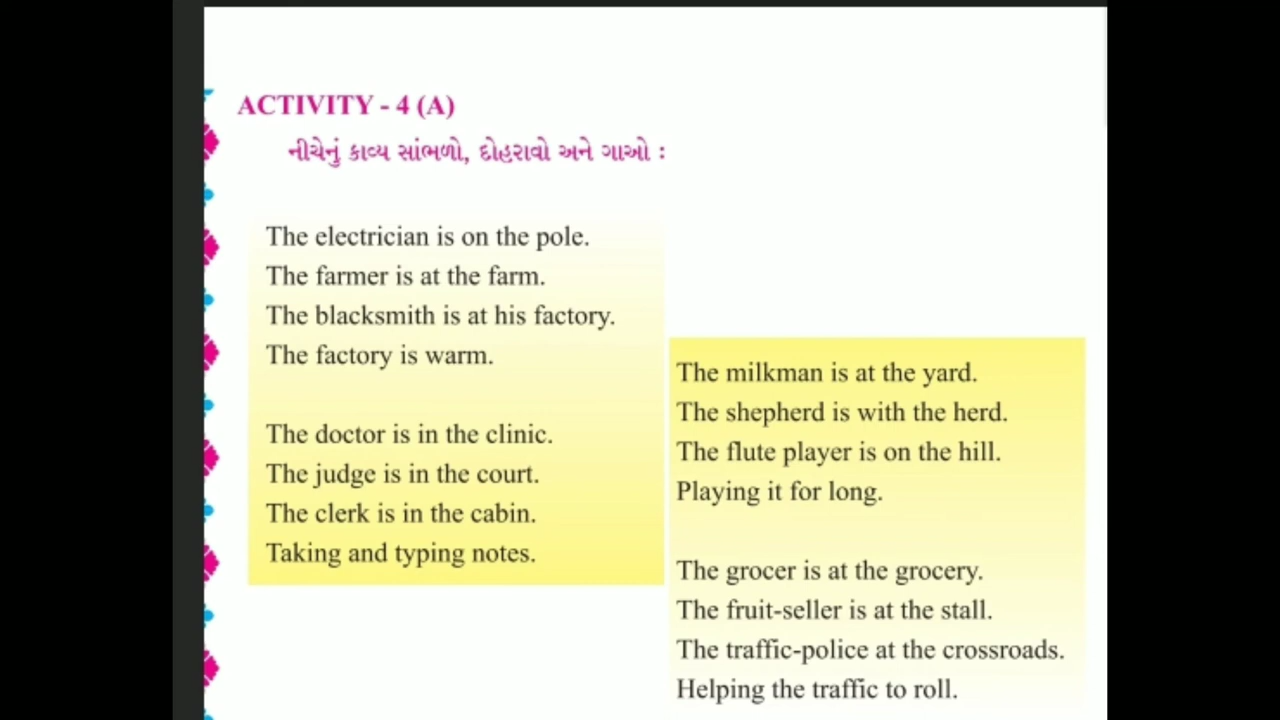 ACTIVITY - 4 (A)
નીચેનું કાવ્ય સાંભળો, દોહરાવો અને ગાઓ :
The electrician is on the pole.
The farmer is at the farm.
The blacksmith is at his factory.
The factory is warm.
The doctor is in the clinic.
The judge is in the court.
The clerk is in the cabin.
Taking and typing notes.
The milkman is at the yard.
The shepherd is with the herd.
The flute player is on the hill.
Playing it for long.
The grocer is at the grocery.
The fruit-seller is at the stall.
The traffic-police at the crossroads.
Helping the traffic to roll.